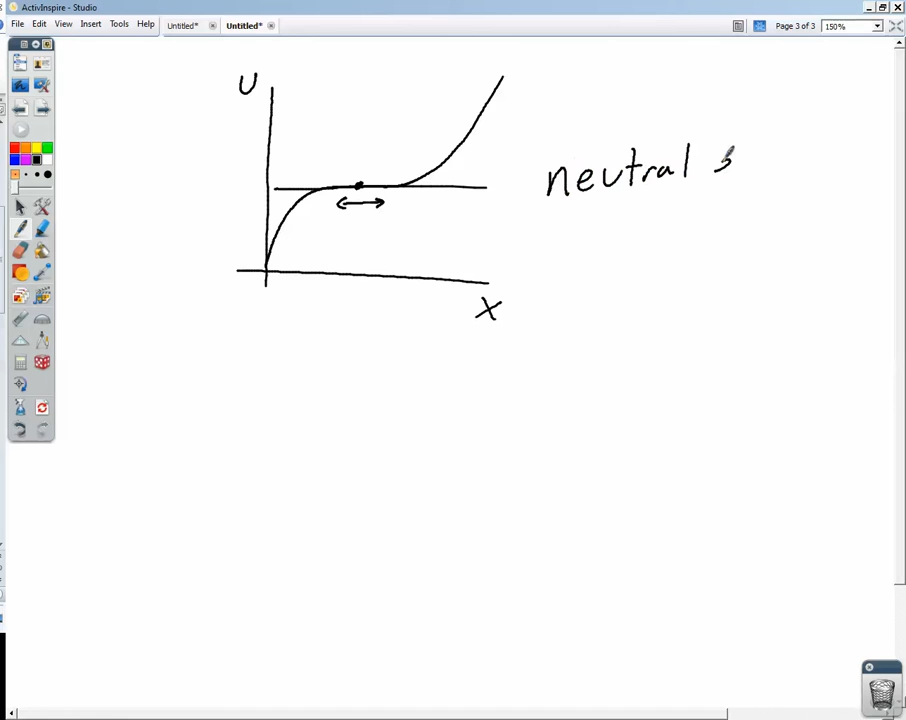 ActivInspire - Studio
File Edit View Insert Tools Help Untitled* Untitled* Page 3 of 3 150%
U
neutral s
X